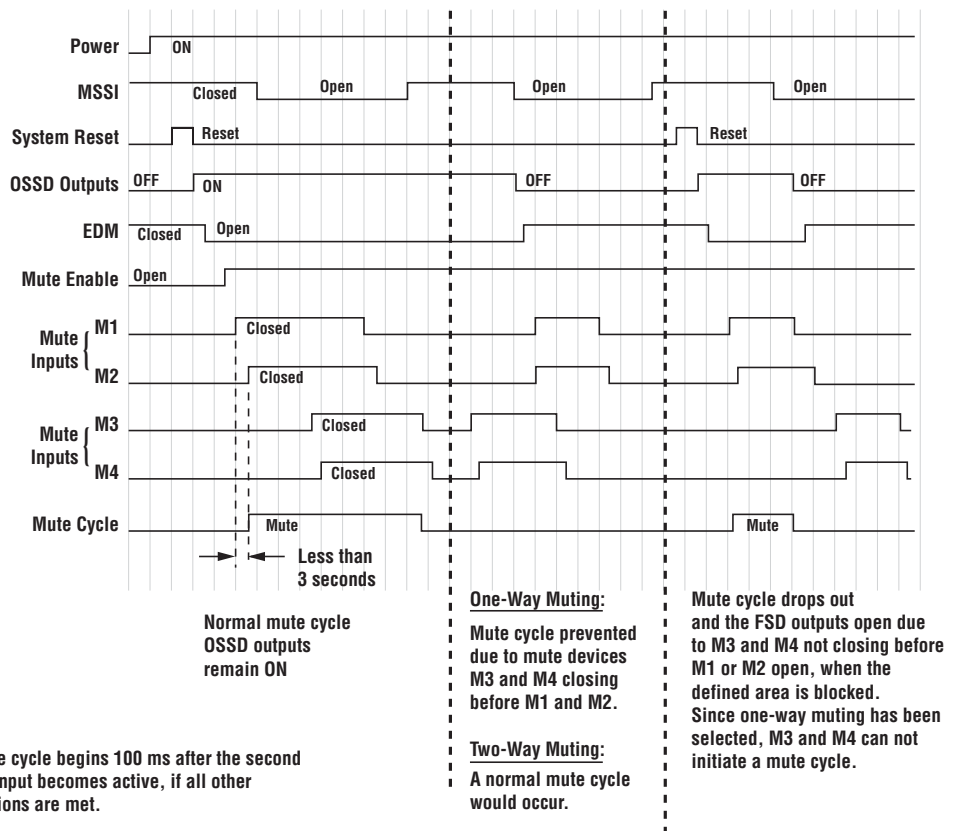 Power
ON
MSSI
Closed
Open
Open
Open
System Reset
Reset
Reset
OSSD Outputs
OFF
ON
OFF
OFF
EDM
Closed
Open
Mute Enable
Open
Mute Inputs
M1
Closed
M2
Closed
Mute Inputs
M3
Closed
M4
Closed
Mute Cycle
Mute
Mute
Less than
3 seconds
Normal mute cycle
OSSD outputs
remain ON
One-Way Muting:
Mute cycle prevented
due to mute devices
M3 and M4 closing
before M1 and M2.
Two-Way Muting:
A normal mute cycle
would occur.
Mute cycle drops out
and the FSD outputs open due
to M3 and M4 not closing before
M1 or M2 open, when the
defined area is blocked.
Since one-way muting has been
selected, M3 and M4 can not
initiate a mute cycle.
cycle begins 100 ms after the second
becomes active, if all other
are met.